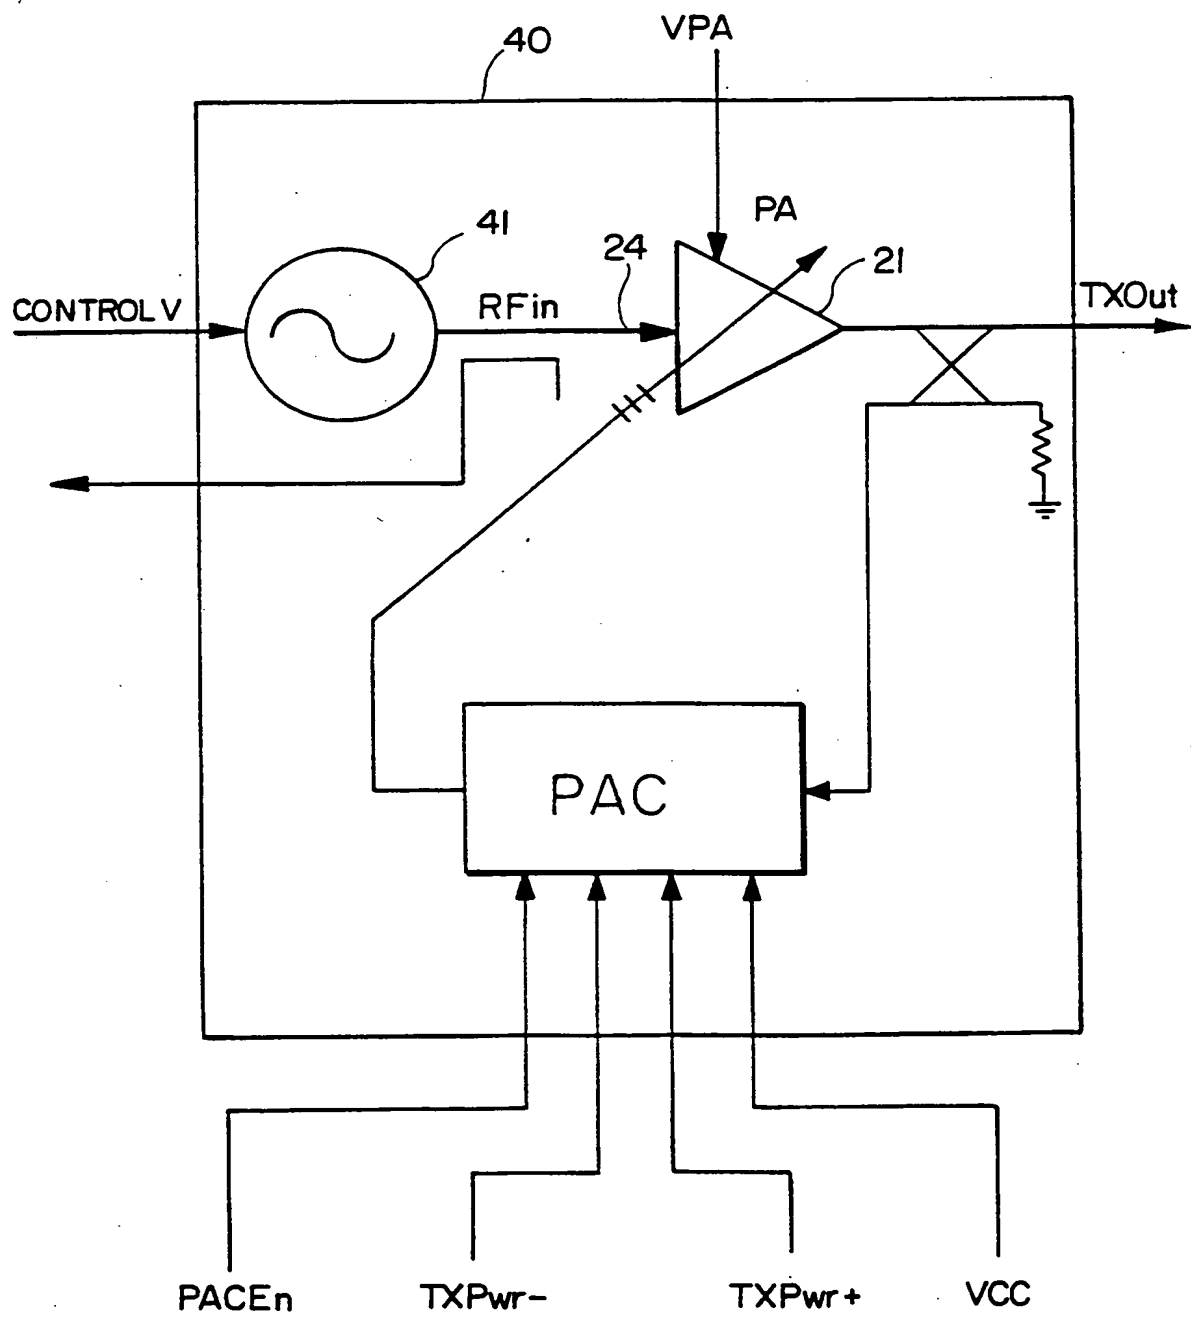 VPA
40
PA
41
24
21
CONTROL V
RFin
TXOut
PAC
PACEn
TXPwr-
TXPwr+
VCC